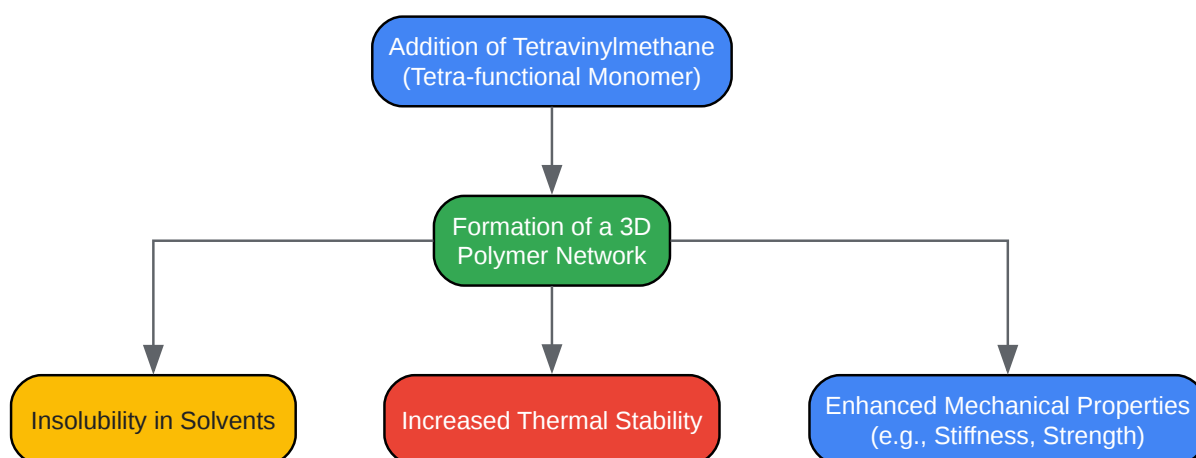 Addition of Tetravinylmethane
(Tetra-functional Monomer)
Formation of a 3D
Polymer Network
Insolubility in Solvents
Increased Thermal Stability
Enhanced Mechanical Properties
(e.g., Stiffness, Strength)